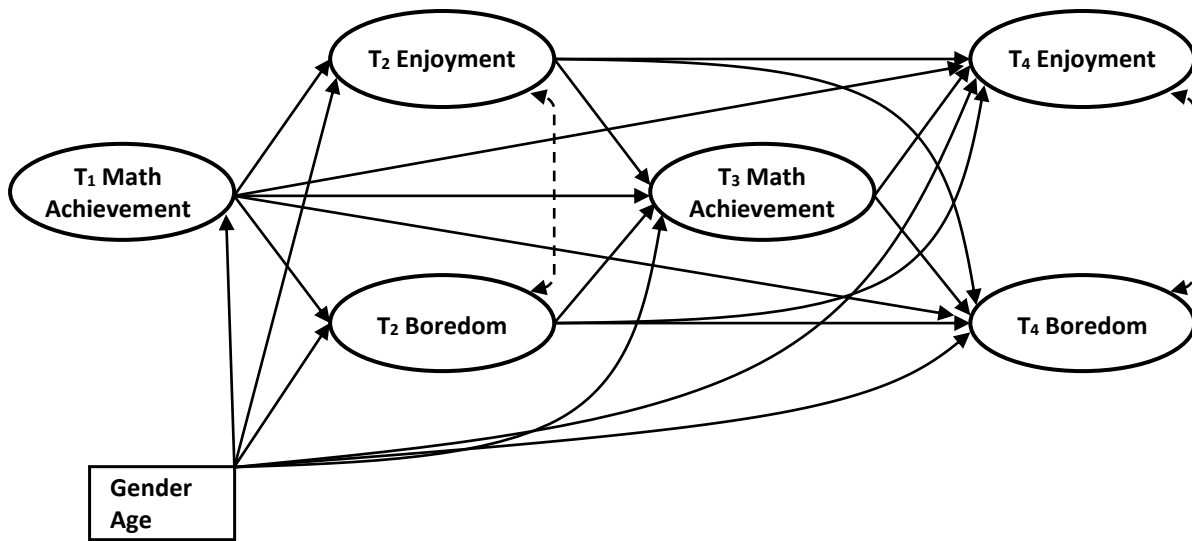 T₂ Enjoyment
T₄ Enjoyment
T₁ Math
Achievement
T₃ Math
Achievement
T₂ Boredom
T₄ Boredom
Gender
Age